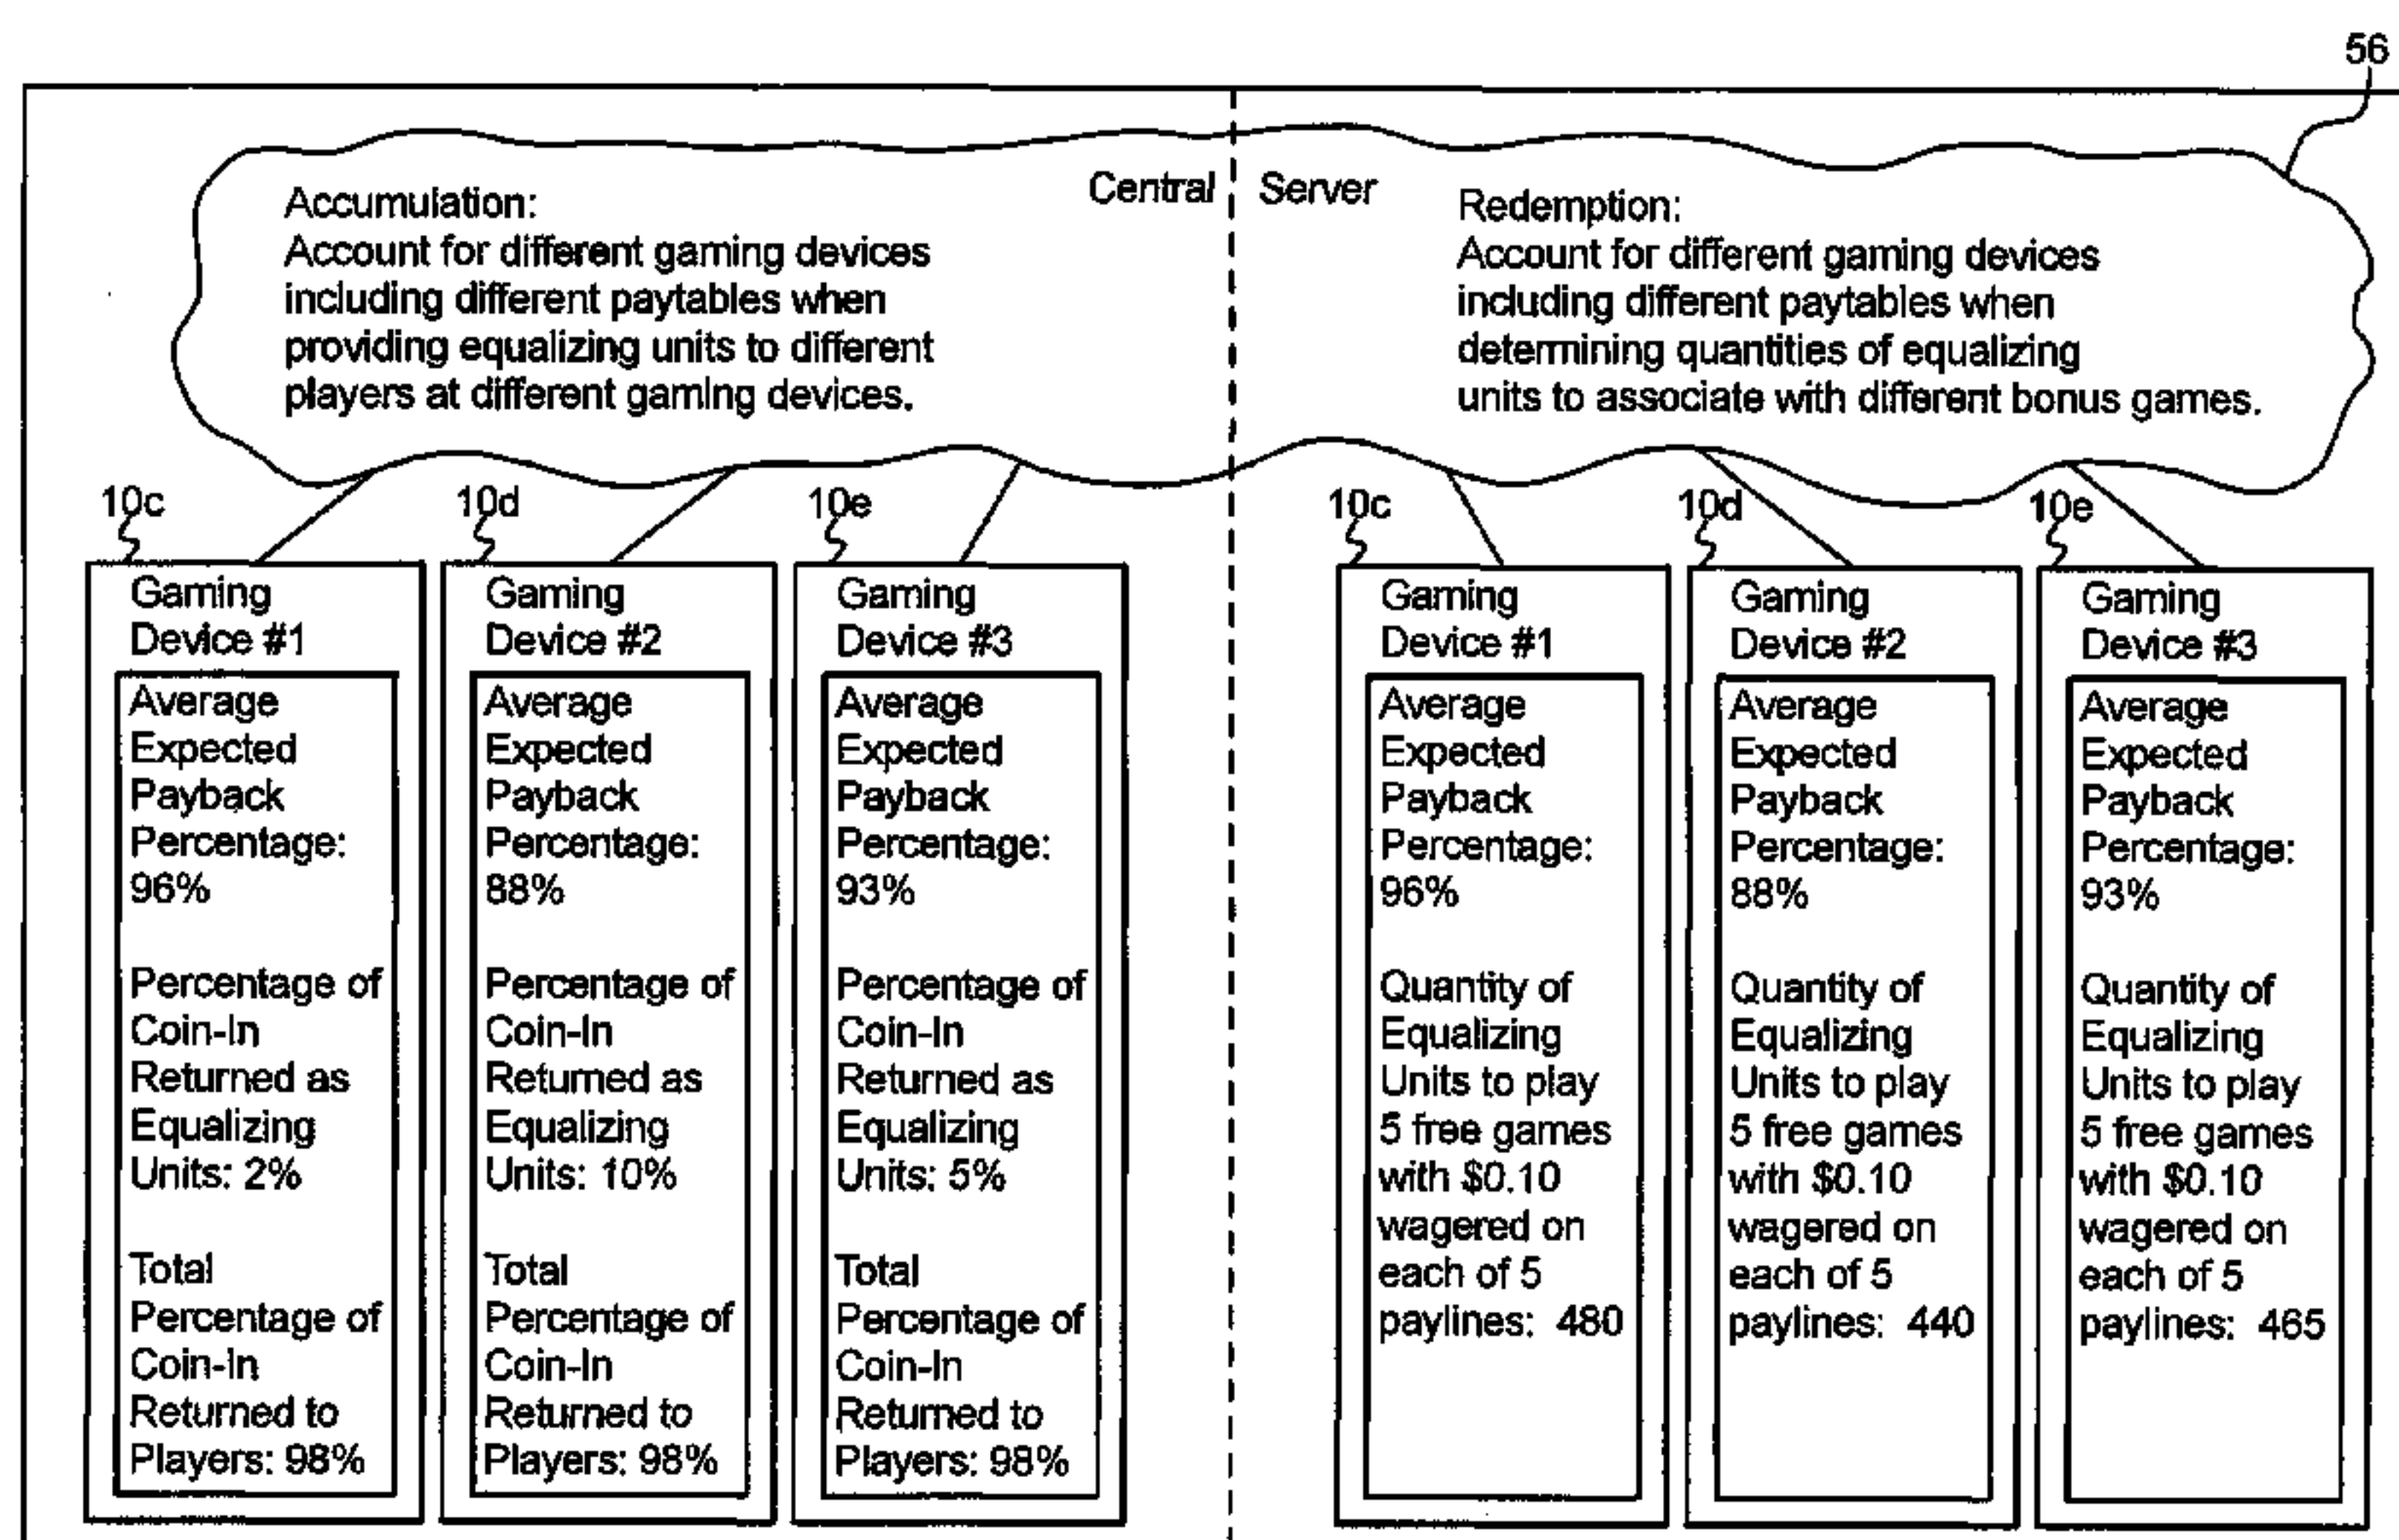 56
Central Server
Accumulation:
Account for different gaming devices
including different paytables when
providing equalizing units to different
players at different gaming devices.
Redemption:
Account for different gaming devices
including different paytables when
determining quantities of equalizing
units to associate with different bonus games.
10c
Gaming
Device #1
Average
Expected
Payback
Percentage:
96%
Percentage of
Coin-In
Returned as
Equalizing
Units: 2%
Total
Percentage of
Coin-In
Returned to
Players: 98%
10d
Gaming
Device #2
Average
Expected
Payback
Percentage:
88%
Percentage of
Coin-In
Returned as
Equalizing
Units: 10%
Total
Percentage of
Coin-In
Returned to
Players: 98%
10e
Gaming
Device #3
Average
Expected
Payback
Percentage:
93%
Percentage of
Coin-In
Returned as
Equalizing
Units: 5%
Total
Percentage of
Coin-In
Returned to
Players: 98%
10c
Gaming
Device #1
Average
Expected
Payback
Percentage:
96%
Quantity of
Equalizing
Units to play
5 free games
with $0.10
wagered on
each of 5
paylines: 480
10d
Gaming
Device #2
Average
Expected
Payback
Percentage:
88%
Quantity of
Equalizing
Units to play
5 free games
with $0.10
wagered on
each of 5
paylines: 440
10e
Gaming
Device #3
Average
Expected
Payback
Percentage:
93%
Quantity of
Equalizing
Units to play
5 free games
with $0.10
wagered on
each of 5
paylines: 465